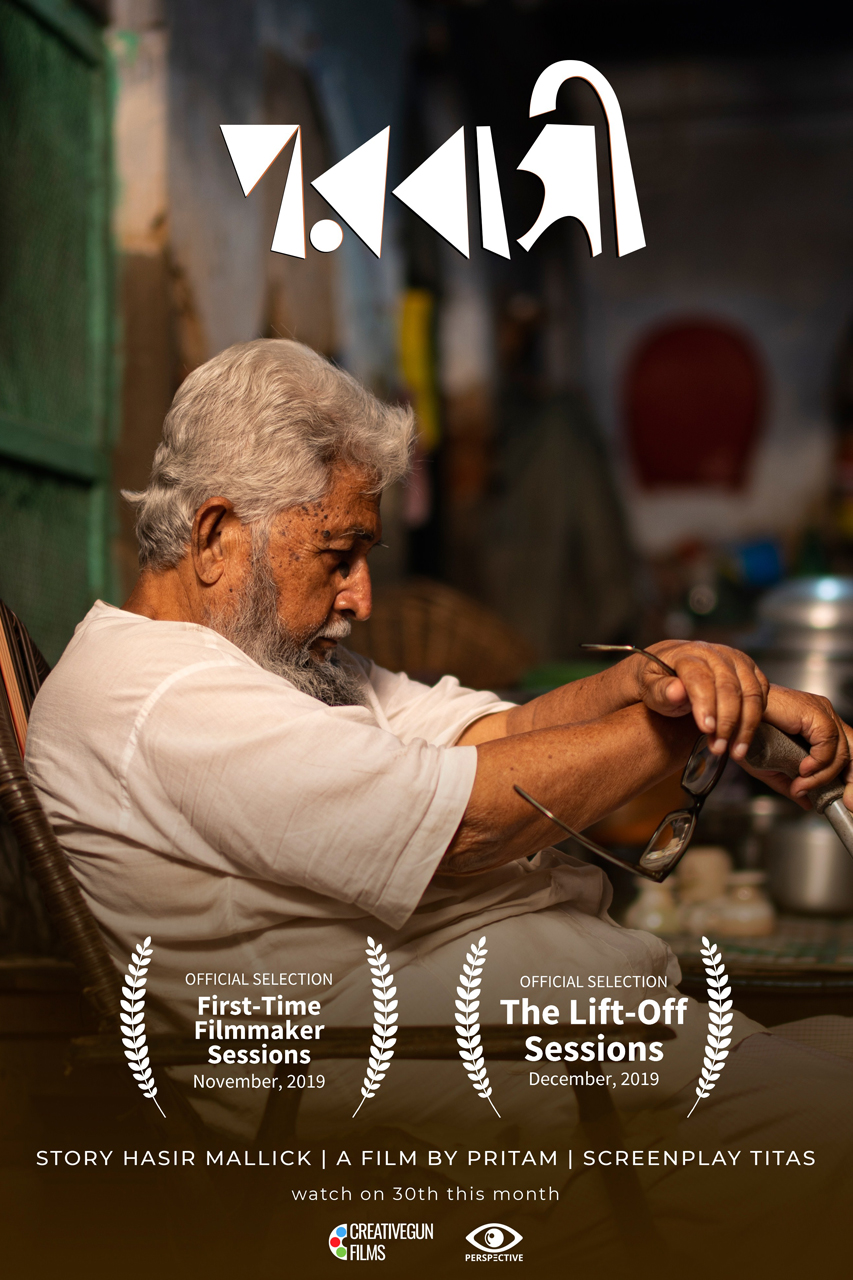 পরবাসী
OFFICIAL SELECTION
First-Time
Filmmaker
Sessions
November, 2019
OFFICIAL SELECTION
The Lift-Off
Sessions
December, 2019
STORY HASIR MALLICK | A FILM BY PRITAM | SCREENPLAY TITAS
watch on 30th this month
CREATIVEGUN
FILMS
PERSPECTIVE